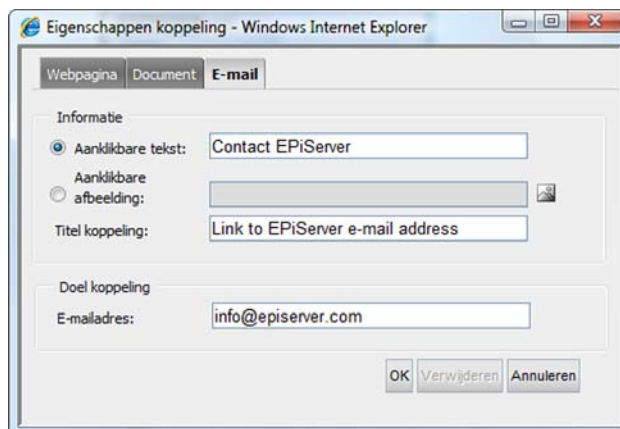 Eigenschappen koppeling - Windows Internet Explorer
Webpagina Document E-mail
Informatie
Aanklikbare tekst: Contact EPiServer
Aanklikbare
afbeelding:
Titel koppeling: Link to EPiServer e-mail address
Doel koppeling
E-mailadres: info@episerver.com
OK Verwijderen Annuleren